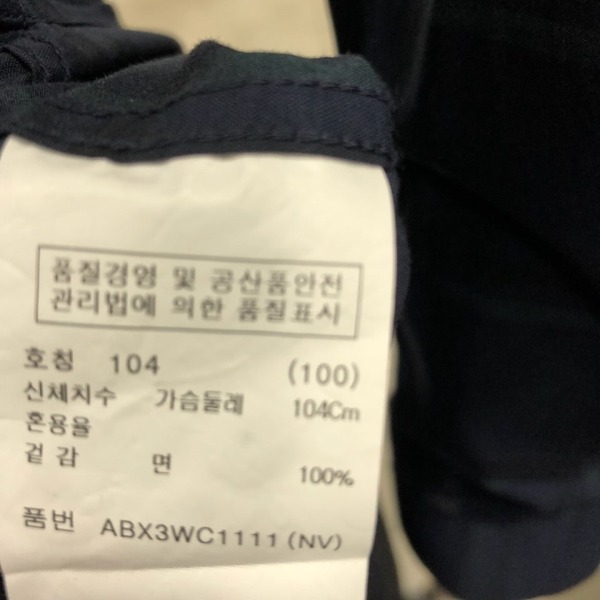 품질경영 및 공산품안전
관리법에 의한 품질표시
호칭 104 (100)
신체치수 가슴둘레 104Cm
혼용율
겉감 면 100%
품번 ABX3WC1111(NV)